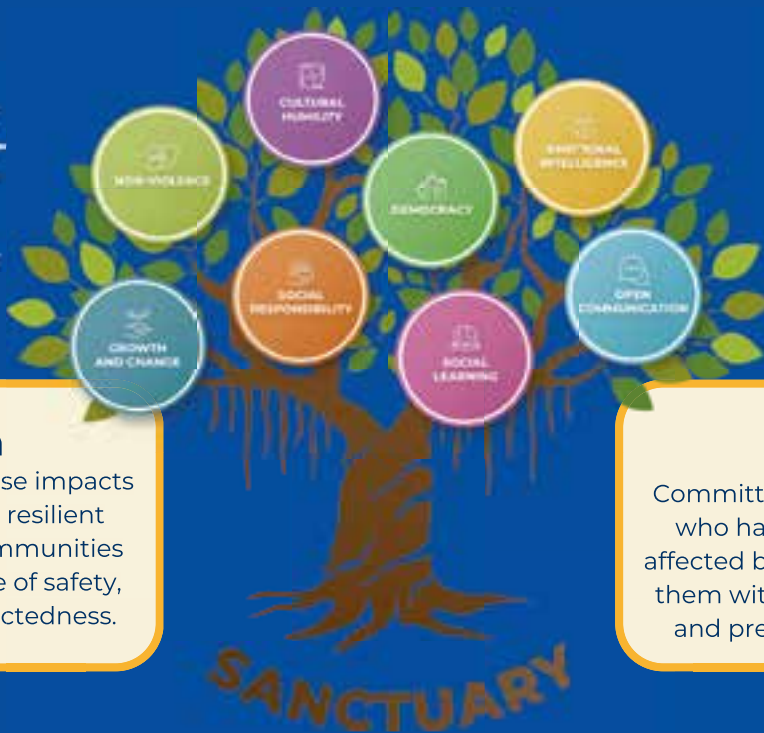 CULTURAL
HUMILITY
NON-VIOLENCE
EMOTIONAL
INTELLIGENCE
DEMOCRACY
SOCIAL
RESPONSIBILITY
OPEN
COMMUNICATION
GROWTH
AND CHANGE
SOCIAL
LEARNING
se impacts
resilient
mmunities
e of safety,
ctedness.
Committ
who ha
affected b
them wit
and pre
SANCTUARY